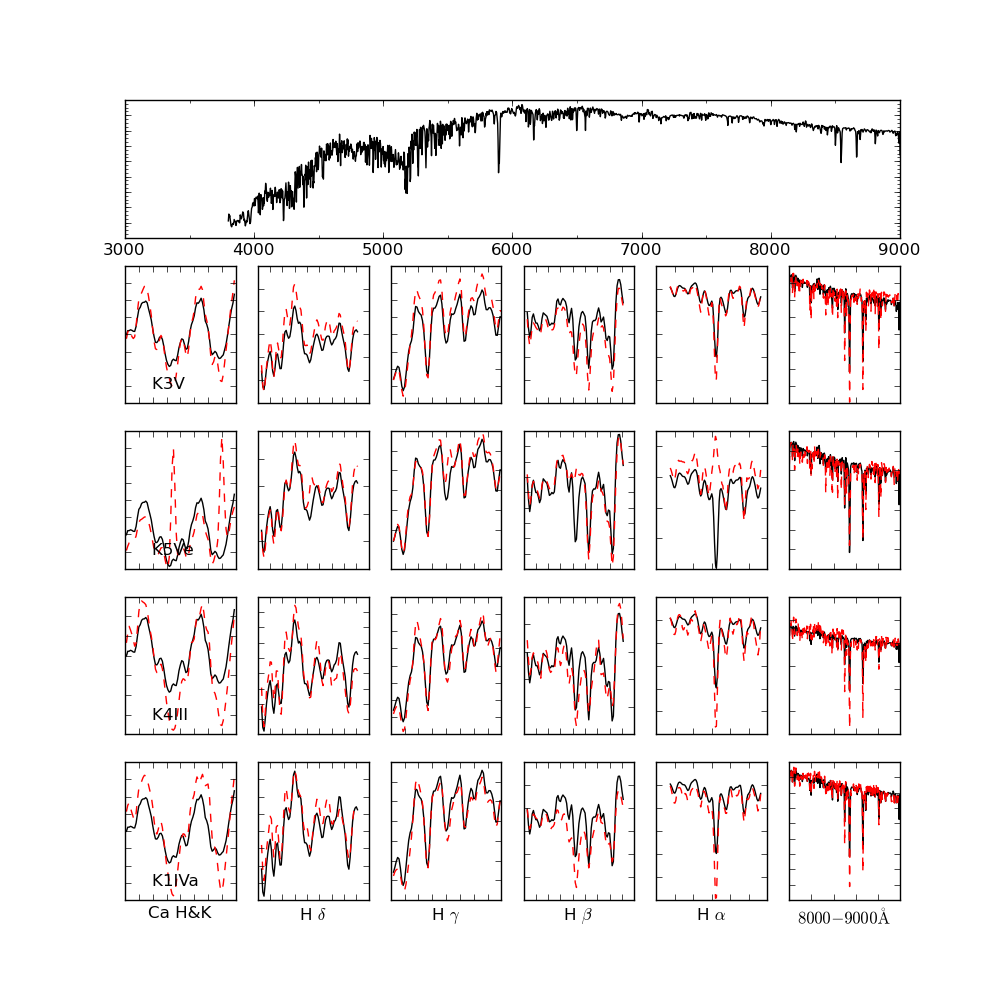 3000 4000 5000 6000 7000 8000 9000
K3V
K5Ve
K4III
K1IVa
Ca H&K H δ H γ H β H α 8000−9000Å